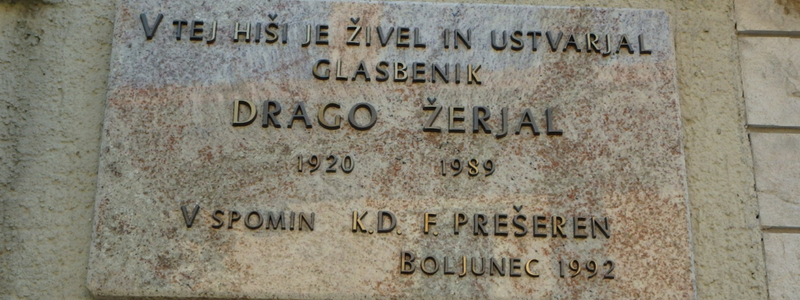 V TEJ HIŠI JE ŽIVEL IN USTVARJAL
GLASBENIK
DRAGO ŽERJAL
1920 1989
V SPOMIN K.D. F. PREŠEREN
BOLJUNEC 1992